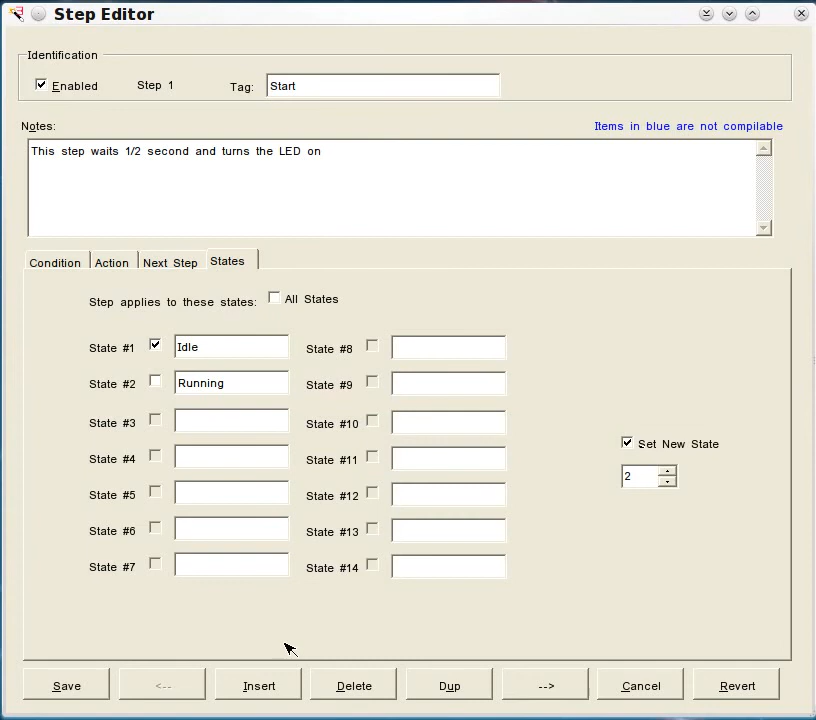 Step Editor
Identification
Enabled Step 1 Tag: Start
Notes: Items in blue are not compilable
This step waits 1/2 second and turns the LED on
Condition Action Next Step States
Step applies to these states: All States
State #1 Idle State #8
State #2 Running State #9
State #3 State #10
State #4 State #11
State #5 State #12
State #6 State #13
State #7 State #14
Set New State
2
Save <-- Insert Delete Dup --> Cancel Revert